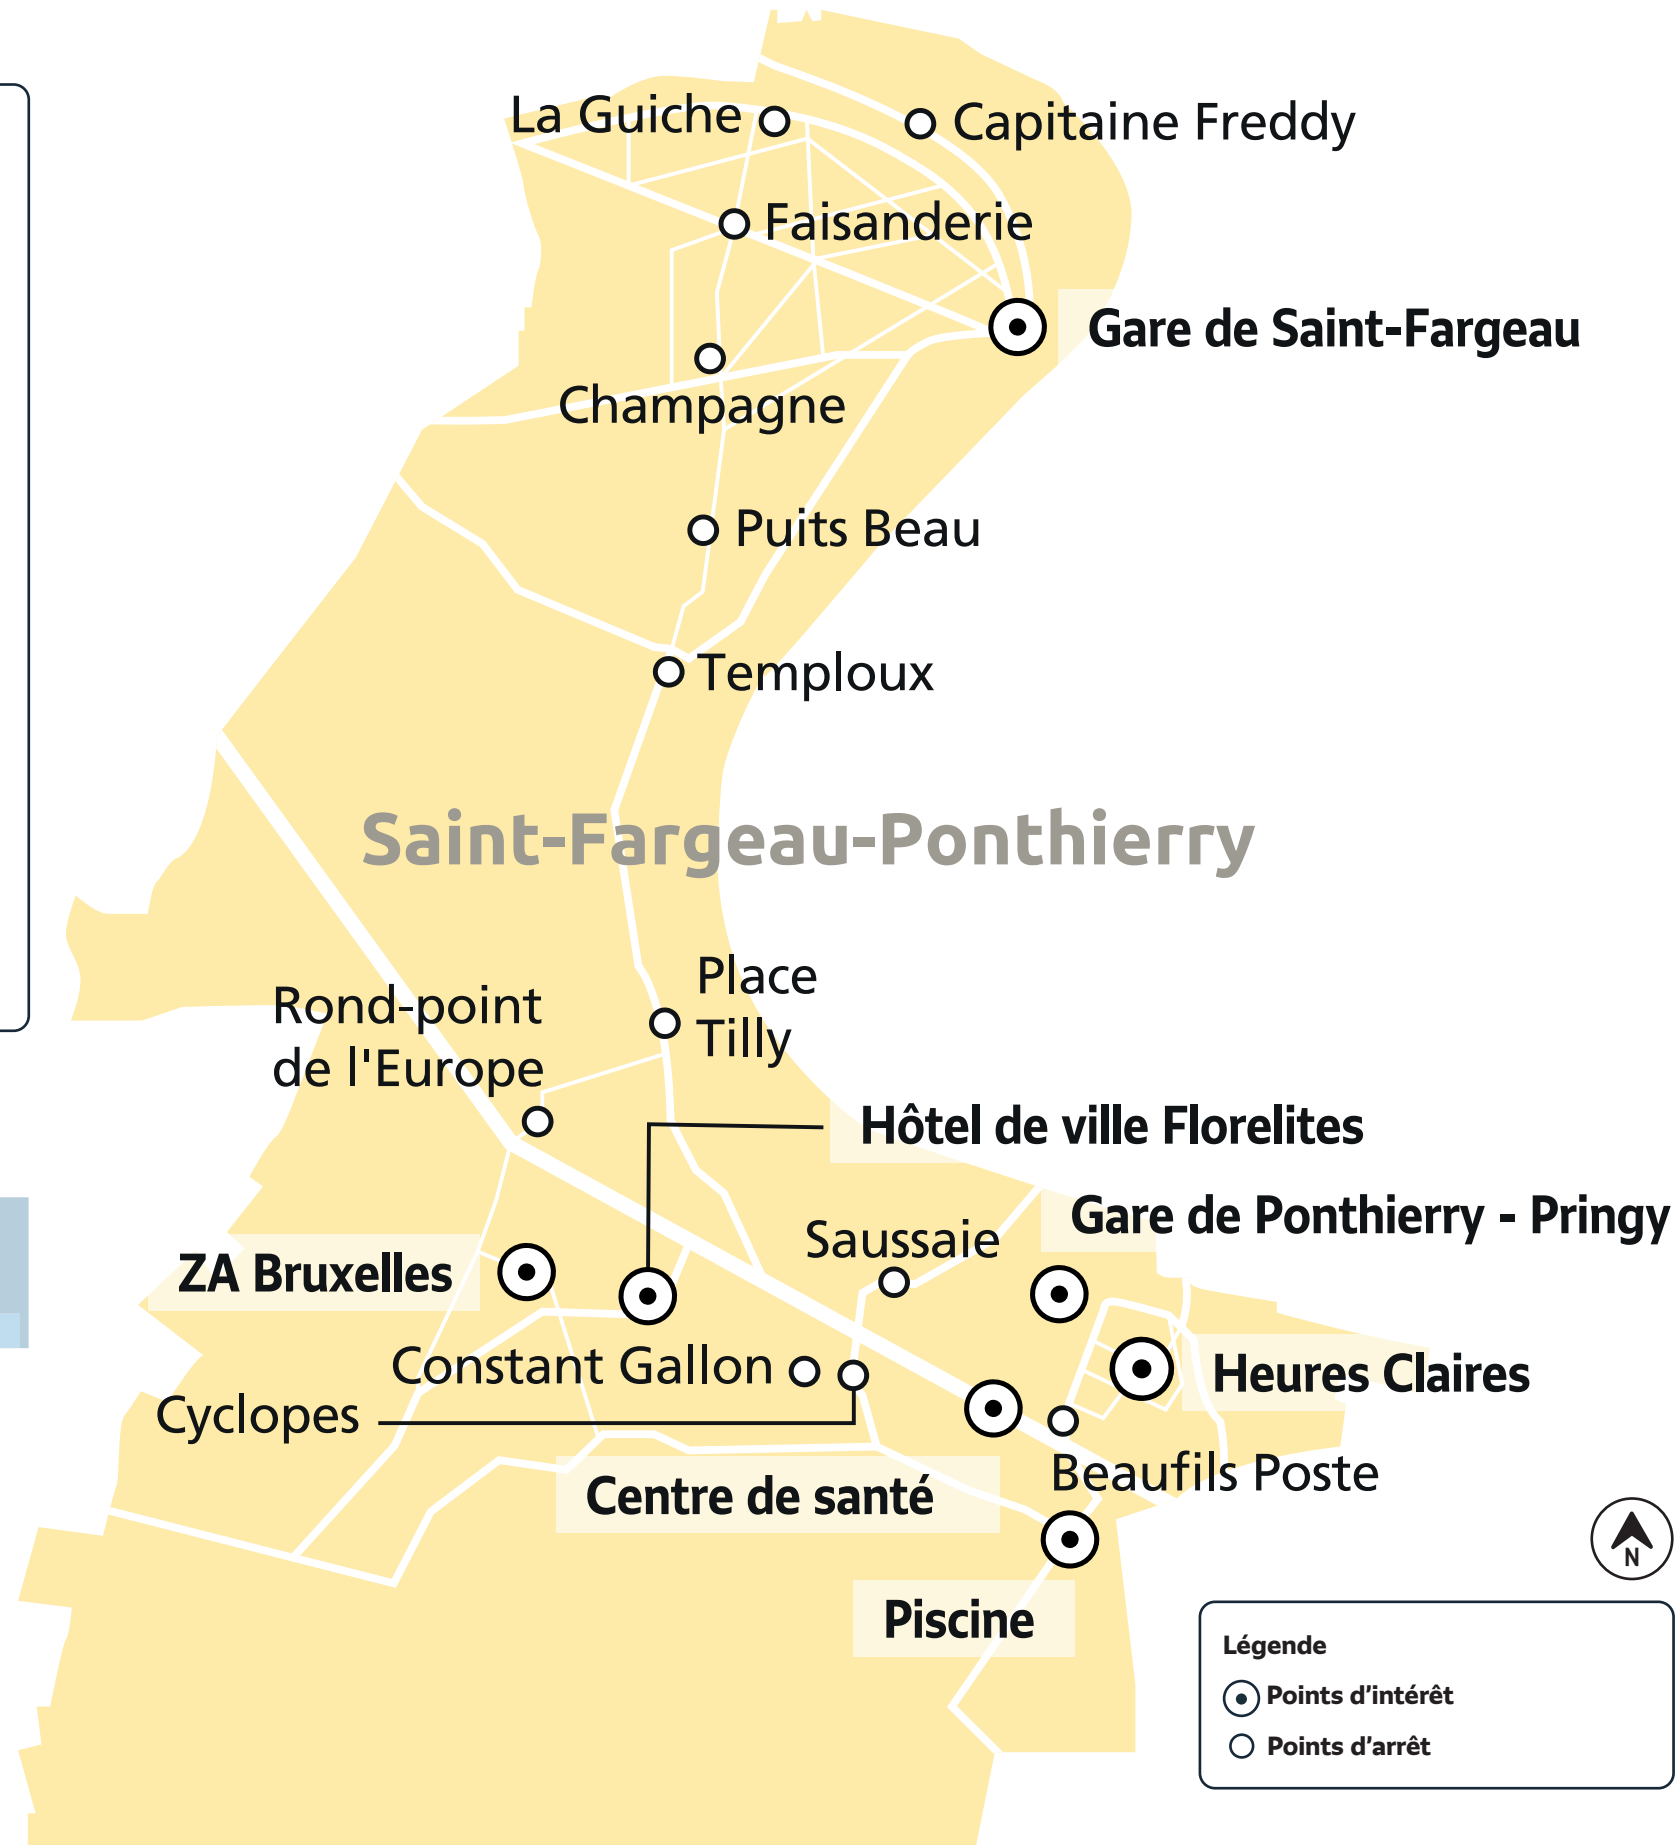 La Guiche
Capitaine Freddy
Faisanderie
Gare de Saint-Fargeau
Champagne
Puits Beau
Temploux
Saint-Fargeau-Ponthierry
Place
Tilly
Rond-point
de l'Europe
Hôtel de ville Florelites
Gare de Ponthierry - Pringy
Saussaie
ZA Bruxelles
Constant Gallon
Heures Claires
Cyclopes
Beaufils Poste
Centre de santé
Piscine
N
Légende
Points d’intérêt
Points d’arrêt